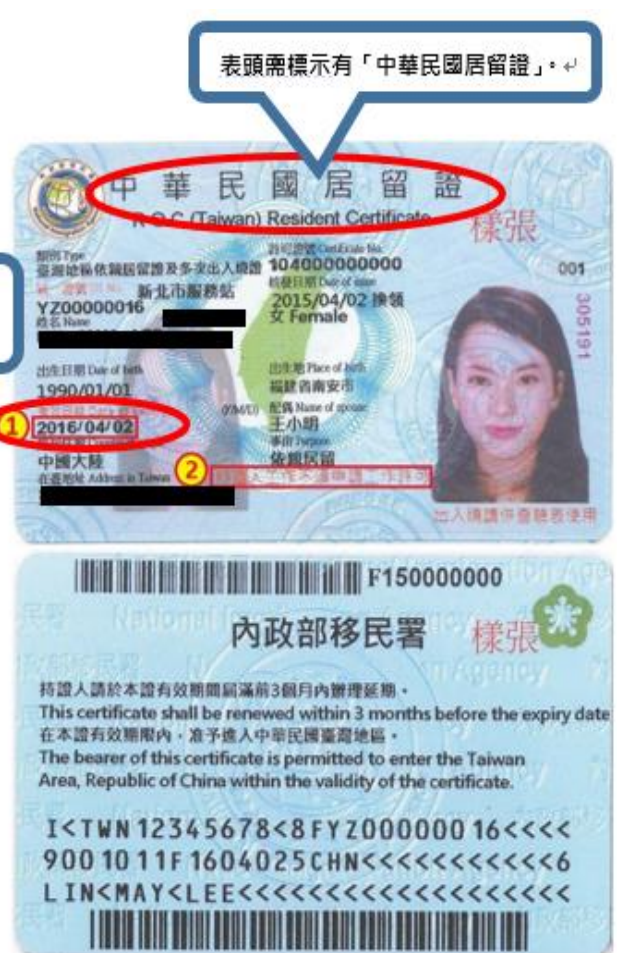 表頭需標示有「中華民國居留證」。
中華民國居留證
R.O.C.(Taiwan) Resident Certificate
樣張
類別 Type
臺灣地區依親居留證及多次出入境證
許可證號 Certificate No.
104000000000
001
新北市服務站
核發日期 Date of issue
2015/04/02 換領
YZ00000016
女 Female
姓名 Name
305191
出生日期 Date of birth
1990/01/01
出生地 Place of birth
福建省南安市
(Y/M/D)
配偶 Name of spouse
王小明
1
2016/04/02
事由 Purpose
依親居留
中國大陸
2
在臺地址 Address in Taiwan
出入境請併查驗表使用
F150000000
內政部移民署
樣張
持證人請於本證有效期間屆滿前3個月內辦理延期。
This certificate shall be renewed within 3 months before the expiry date
在本證有效期限內，准予進入中華民國臺灣地區。
The bearer of this certificate is permitted to enter the Taiwan
Area, Republic of China within the validity of the certificate.
I<TWN12345678<8FYZ00000016<<<<
9001011F1604025CHN<<<<<<<<<<<6
LIN<MAY<LEE<<<<<<<<<<<<<<<<<<<